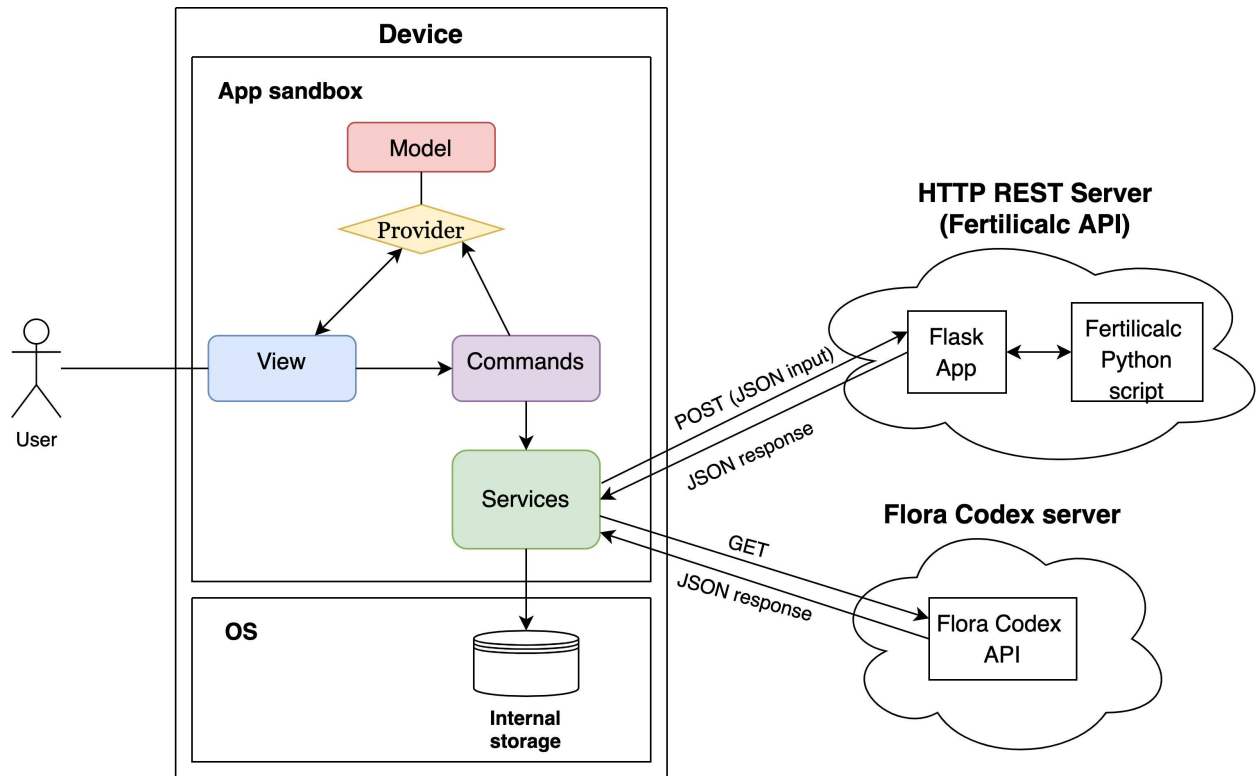 Device
App sandbox
Model
Provider
View
Commands
Services
User
OS
Internal
storage
POST (JSON input)
JSON response
GET
JSON response
HTTP REST Server
(Fertilicalc API)
Flask
App
Fertilicalc
Python
script
Flora Codex server
Flora Codex
API